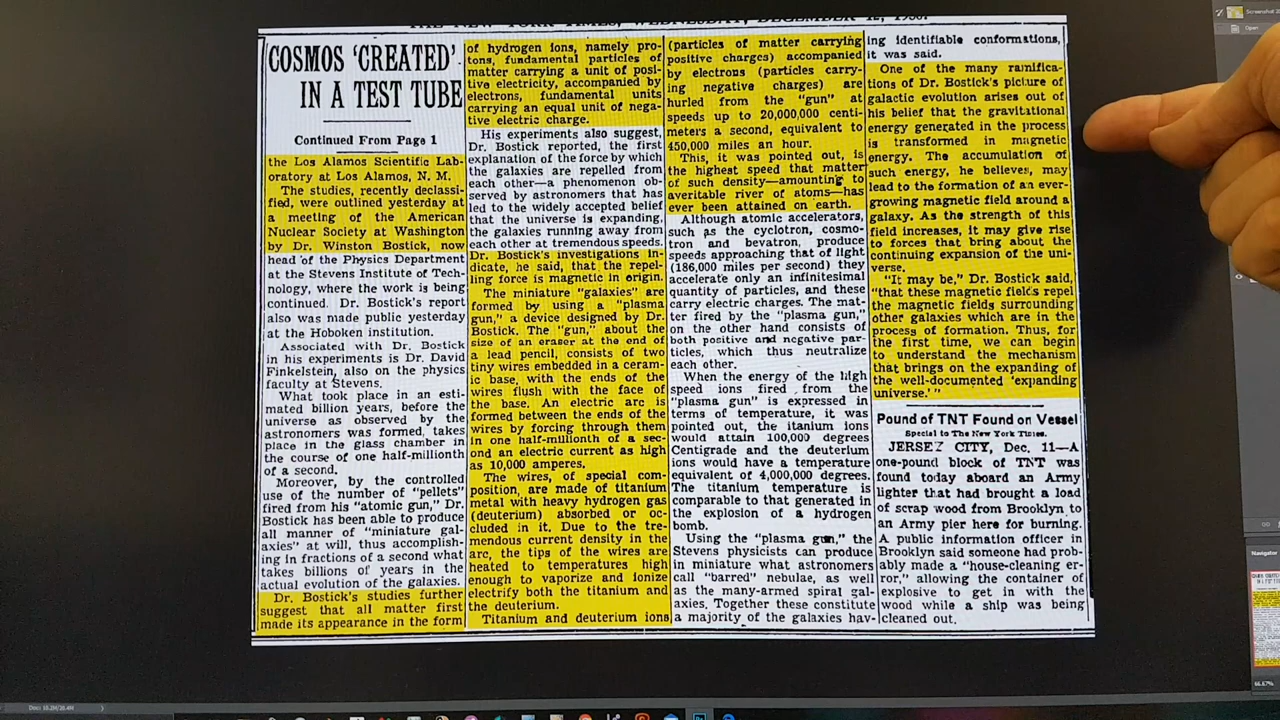 THE NEW YORK TIMES, WEDNESDAY, DECEMBER 12, 1956.
COSMOS 'CREATED'
IN A TEST TUBE
Continued From Page 1
the Los Alamos Scientific Lab-
oratory at Los Alamos, N. M.
The studies, recently declassi-
fied, were outlined yesterday at
a meeting of the American
Nuclear Society at Washington
by Dr. Winston Bostick, now
head of the Physics Department
at the Stevens Institute of Tech-
nology, where the work is being
continued. Dr. Bostick's report
also was made public yesterday
at the Hoboken institution.
Associated with Dr. Bostick
in his experiments is Dr. David
Finkelstein, also on the physics
faculty at Stevens.
What took place in an esti-
mated billion years, before the
universe as observed by the
astronomers was formed, takes
place in the glass chamber in
the course of one half-millionth
of a second.
Moreover, by the controlled
use of the number of "pellets"
fired from his "atomic gun," Dr.
Bostick has been able to produce
all manner of "miniature gal-
axies" at will, thus accomplish-
ing in fractions of a second what
takes billions of years in the
actual evolution of the galaxies.
Dr. Bostick's studies further
suggest that all matter first
made its appearance in the form
of hydrogen ions, namely pro-
tons, fundamental particles of
matter carrying a unit of posi-
tive electricity, accompanied by
electrons, fundamental units
carrying an equal unit of nega-
tive electric charge.
His experiments also suggest,
Dr. Bostick reported, the first
explanation of the force by which
the galaxies are repelled from
each other—a phenomenon ob-
served by astronomers that has
led to the widely accepted belief
that the universe is expanding,
the galaxies running away from
each other at tremendous speeds.
Dr. Bostick's investigations in-
dicate, he said, that the repel-
ling force is magnetic in origin.
The miniature "galaxies" are
formed by using a "plasma
gun," a device designed by Dr.
Bostick. The "gun," about the
size of an eraser at the end of
a lead pencil, consists of two
tiny wires embedded in a ceram-
ic base, with the ends of the
wires flush with the face of
the base. An electric arc is
formed between the ends of the
wires by forcing through them
in one half-millionth of a sec-
ond an electric current as high
as 10,000 amperes.
The wires, of special com-
position, are made of titanium
metal with heavy hydrogen gas
(deuterium) absorbed or oc-
cluded in it. Due to the tre-
mendous current density in the
arc, the tips of the wires are
heated to temperatures high
enough to vaporize and ionize
electrify both the titanium and
the deuterium.
Titanium and deuterium ions
(particles of matter carrying
positive charges) accompanied
by electrons (particles carry-
ing negative charges) are
hurled from the "gun" at
speeds up to 20,000,000 centi-
meters a second, equivalent to
450,000 miles an hour.
This, it was pointed out, is
the highest speed that matter
of such density—amounting to
averitable river of atoms—has
ever been attained on earth.
Although atomic accelerators,
such as the cyclotron, cosmo-
tron and bevatron, produce
speeds approaching that of light
(186,000 miles per second) they
accelerate only an infinitesimal
quantity of particles, and these
carry electric charges. The mat-
ter fired by the "plasma gun,"
on the other hand consists of
both positive and negative par-
ticles, which thus neutralize
each other.
When the energy of the high
speed ions fired from the
"plasma gun" is expressed in
terms of temperature, it was
pointed out, the itanium ions
would attain 100,000 degrees
Centigrade and the deuterium
ions would have a temperature
equivalent of 4,000,000 degrees.
The titanium temperature is
comparable to that generated in
the explosion of a hydrogen
bomb.
Using the "plasma gun," the
Stevens physicists can produce
in miniature what astronomers
call "barred" nebulae, as well
as the many-armed spiral gal-
axies. Together these constitute
a majority of the galaxies hav-
ing identifiable conformations,
it was said.
One of the many ramifica-
tions of Dr. Bostick's picture of
galactic evolution arises out of
his belief that the gravitational
energy generated in the process
is transformed in magnetic
energy. The accumulation of
such energy, he believes, may
lead to the formation of an ever-
growing magnetic field around a
galaxy. As the strength of this
field increases, it may give rise
to forces that bring about the
continuing expansion of the uni-
verse.
"It may be," Dr. Bostick said,
"that these magnetic fields repel
the magnetic fields surrounding
other galaxies which are in the
process of formation. Thus, for
the first time, we can begin
to understand the mechanism
that brings on the expanding of
the well-documented 'expanding
universe.' "
Pound of TNT Found on Vessel
Special to The New York Times.
JERSEY CITY, Dec. 11—A
one-pound block of TNT was
found today aboard an Army
lighter that had brought a load
of scrap wood from Brooklyn to
an Army pier here for burning.
A public information officer in
Brooklyn said someone had prob-
ably made a "house-cleaning er-
ror," allowing the container of
explosive to get in with the
wood while a ship was being
cleaned out.
Screenshot
Open
Navigator
66.67%